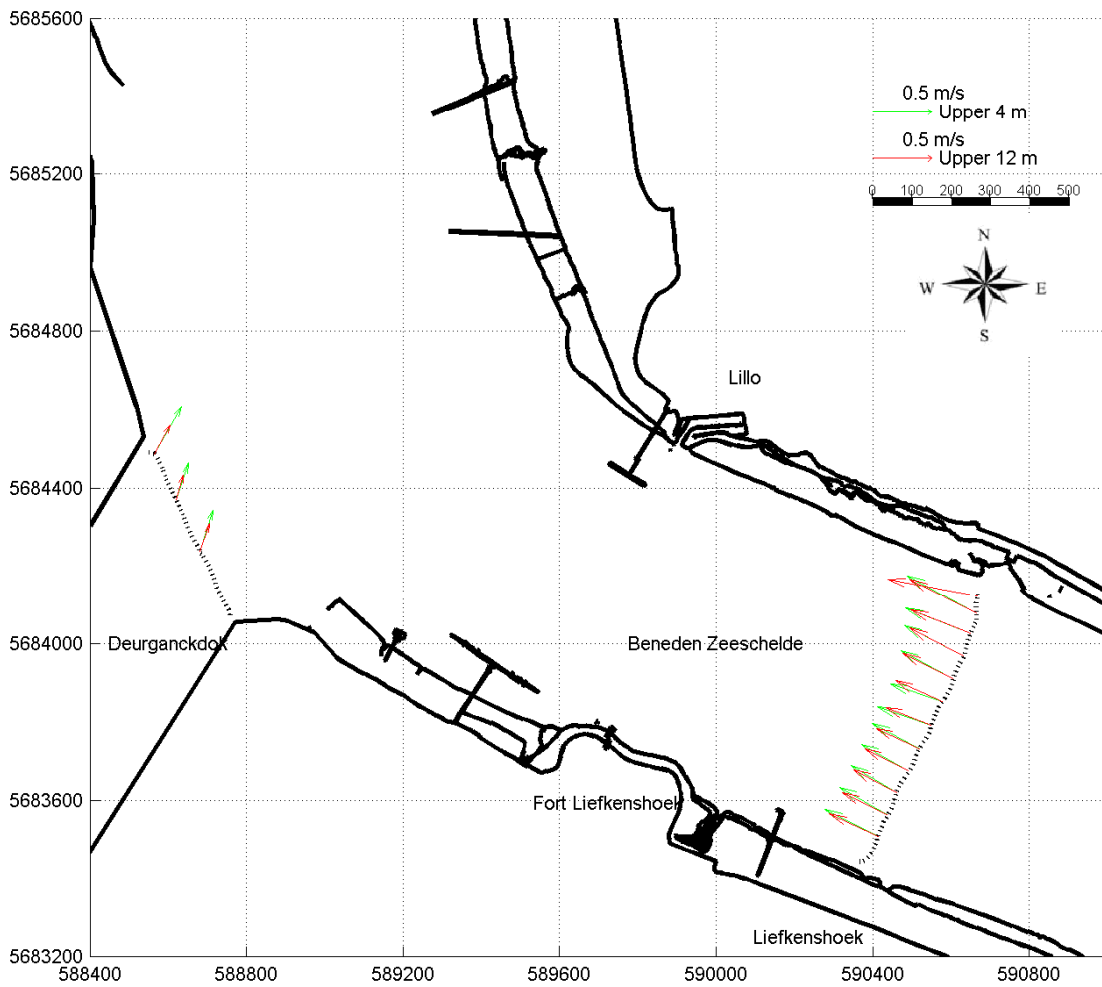 5685600
0.5 m/s
Upper 4 m
0.5 m/s
Upper 12 m
5685200
0 100 200 300 400 500
N
W E
S
5684800
Lillo
5684400
5684000
Deurganckdok
Beneden Zeeschelde
5683600
Fort Liefkenshoek
Liefkenshoek
5683200
588400 588800 589200 589600 590000 590400 590800